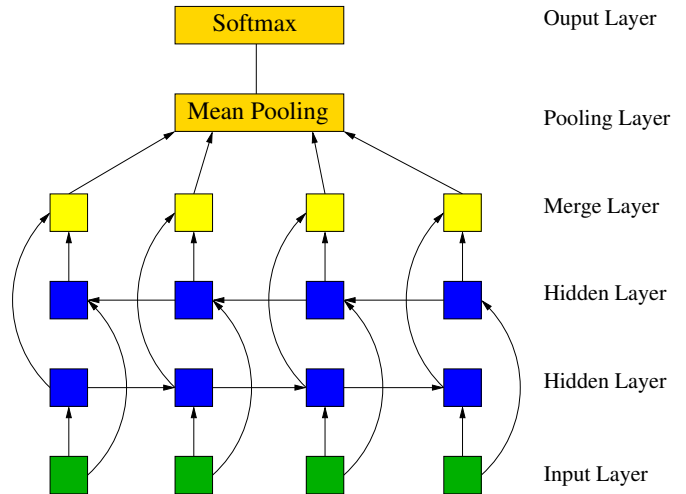 Softmax
Ouput Layer
Mean Pooling
Pooling Layer
Merge Layer
Hidden Layer
Hidden Layer
Input Layer